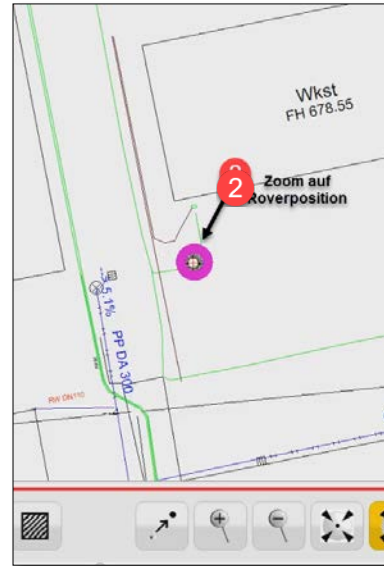 Wkst
FH 678.55
2
Zoom auf
Roverposition
5.1%
PP DA 300
RW DN110